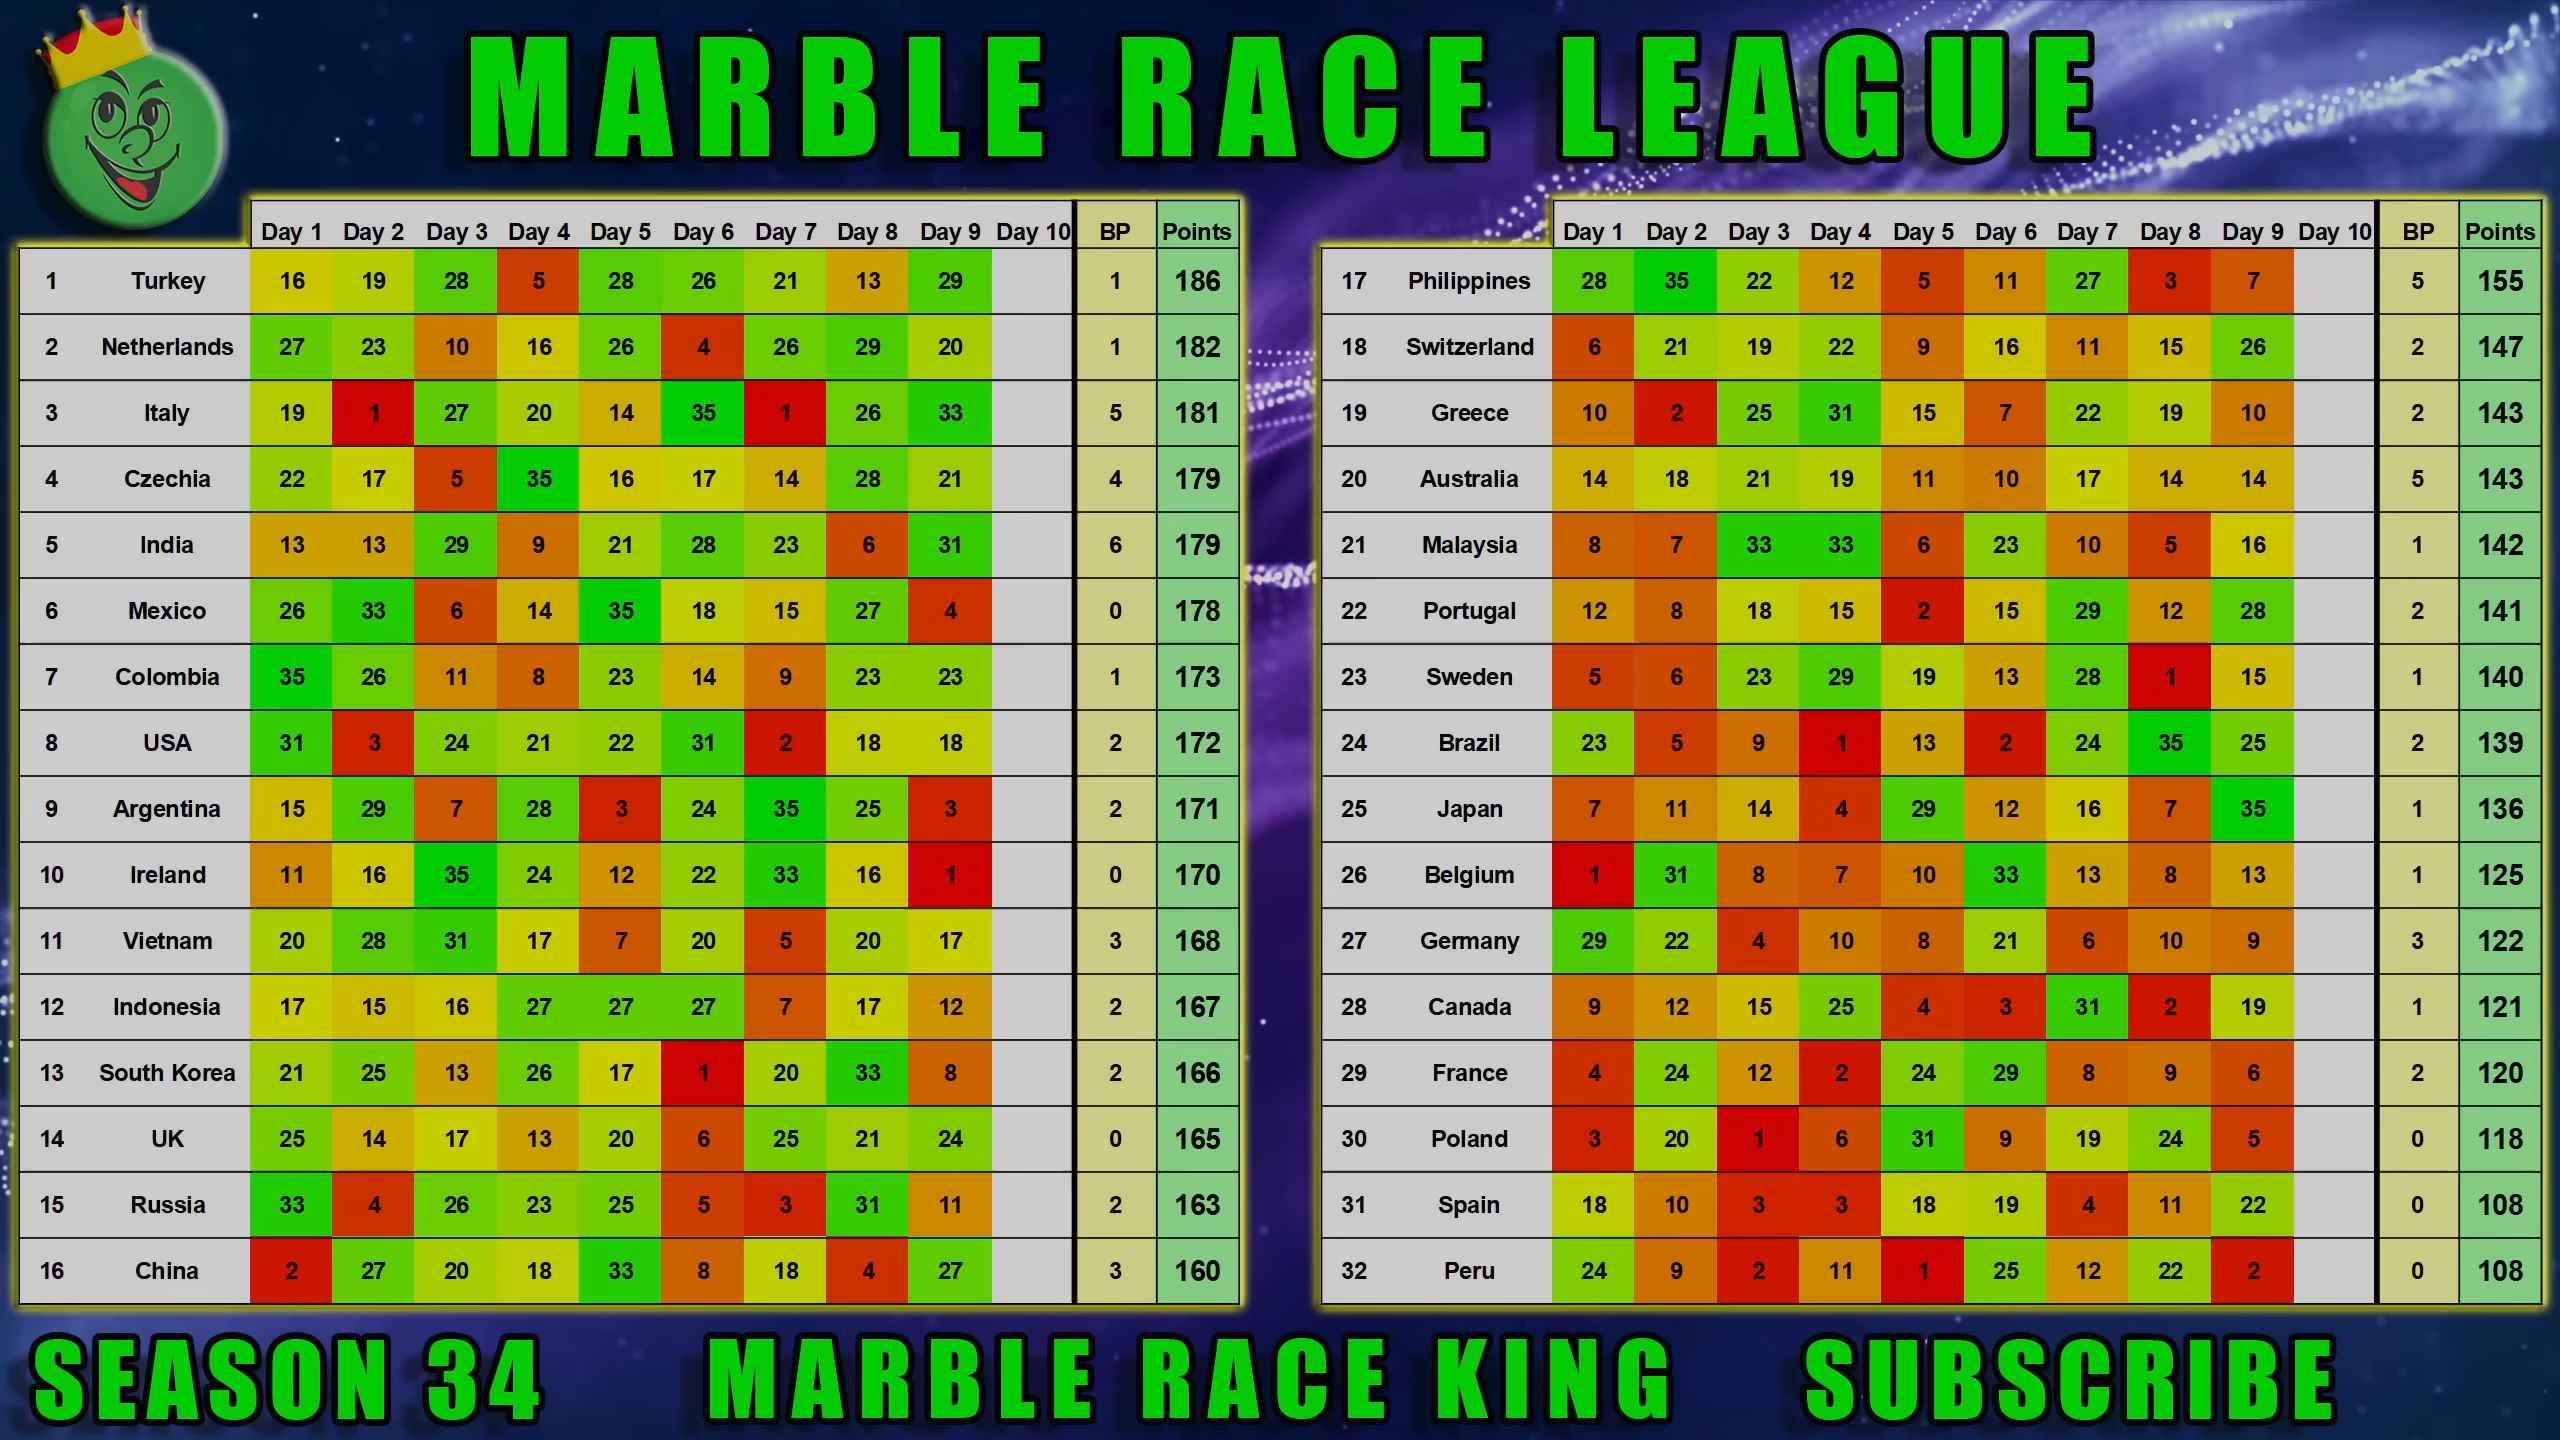 MARBLE RACE LEAGUE
Day 1 Day 2 Day 3 Day 4 Day 5 Day 6 Day 7 Day 8 Day 9 Day 10 BP Points
1 Turkey 16 19 28 5 28 26 21 13 29 1 186
2 Netherlands 27 23 10 16 26 4 26 29 20 1 182
3 Italy 19 1 27 20 14 35 1 26 33 5 181
4 Czechia 22 17 5 35 16 17 14 28 21 4 179
5 India 13 13 29 9 21 28 23 6 31 6 179
6 Mexico 26 33 6 14 35 18 15 27 4 0 178
7 Colombia 35 26 11 8 23 14 9 23 23 1 173
8 USA 31 3 24 21 22 31 2 18 18 2 172
9 Argentina 15 29 7 28 3 24 35 25 3 2 171
10 Ireland 11 16 35 24 12 22 33 16 1 0 170
11 Vietnam 20 28 31 17 7 20 5 20 17 3 168
12 Indonesia 17 15 16 27 27 27 7 17 12 2 167
13 South Korea 21 25 13 26 17 1 20 33 8 2 166
14 UK 25 14 17 13 20 6 25 21 24 0 165
15 Russia 33 4 26 23 25 5 3 31 11 2 163
16 China 2 27 20 18 33 8 18 4 27 3 160
Day 1 Day 2 Day 3 Day 4 Day 5 Day 6 Day 7 Day 8 Day 9 Day 10 BP Points
17 Philippines 28 35 22 12 5 11 27 3 7 5 155
18 Switzerland 6 21 19 22 9 16 11 15 26 2 147
19 Greece 10 2 25 31 15 7 22 19 10 2 143
20 Australia 14 18 21 19 11 10 17 14 14 5 143
21 Malaysia 8 7 33 33 6 23 10 5 16 1 142
22 Portugal 12 8 18 15 2 15 29 12 28 2 141
23 Sweden 5 6 23 29 19 13 28 1 15 1 140
24 Brazil 23 5 9 1 13 2 24 35 25 2 139
25 Japan 7 11 14 4 29 12 16 7 35 1 136
26 Belgium 1 31 8 7 10 33 13 8 13 1 125
27 Germany 29 22 4 10 8 21 6 10 9 3 122
28 Canada 9 12 15 25 4 3 31 2 19 1 121
29 France 4 24 12 2 24 29 8 9 6 2 120
30 Poland 3 20 1 6 31 9 19 24 5 0 118
31 Spain 18 10 3 3 18 19 4 11 22 0 108
32 Peru 24 9 2 11 1 25 12 22 2 0 108
SEASON 34 MARBLE RACE KING SUBSCRIBE